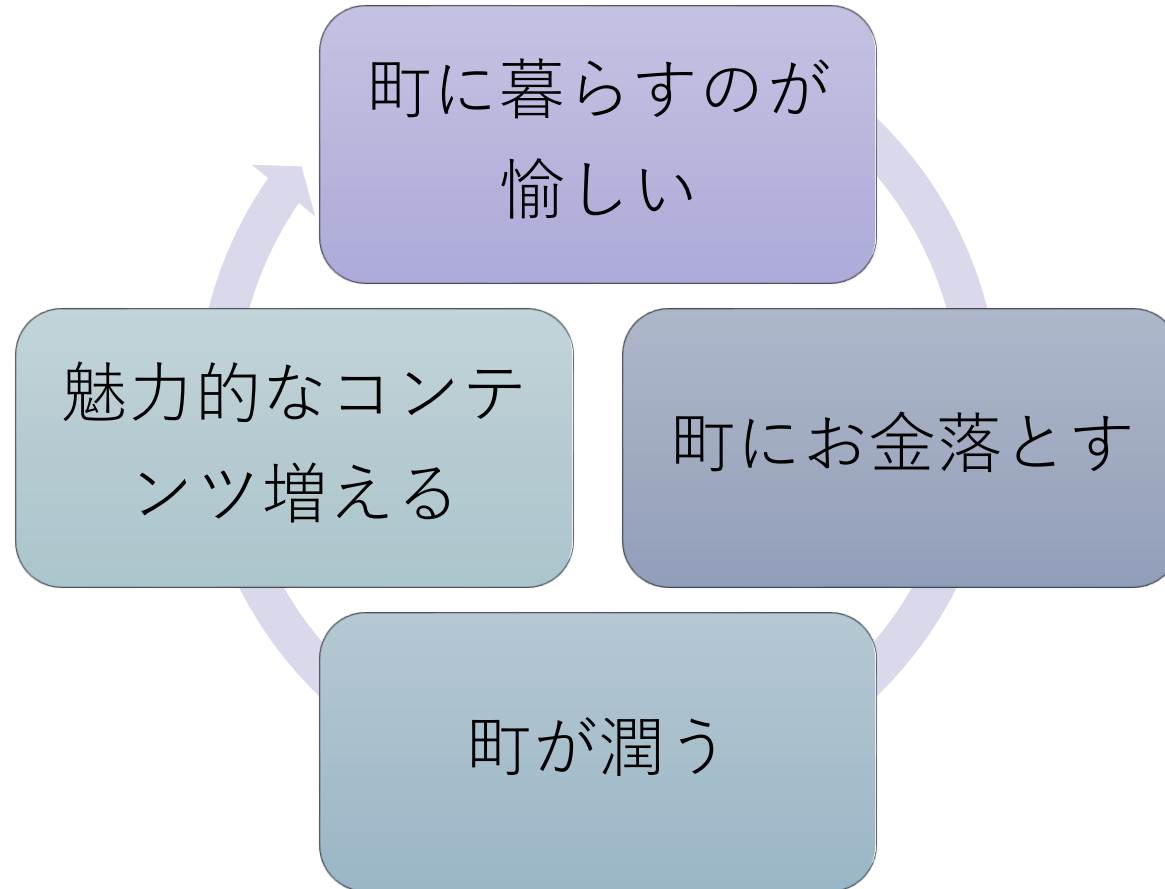 町に暮らすのが
愉しい
町にお金落とす
町が潤う
魅力的なコンテ
ンツ増える